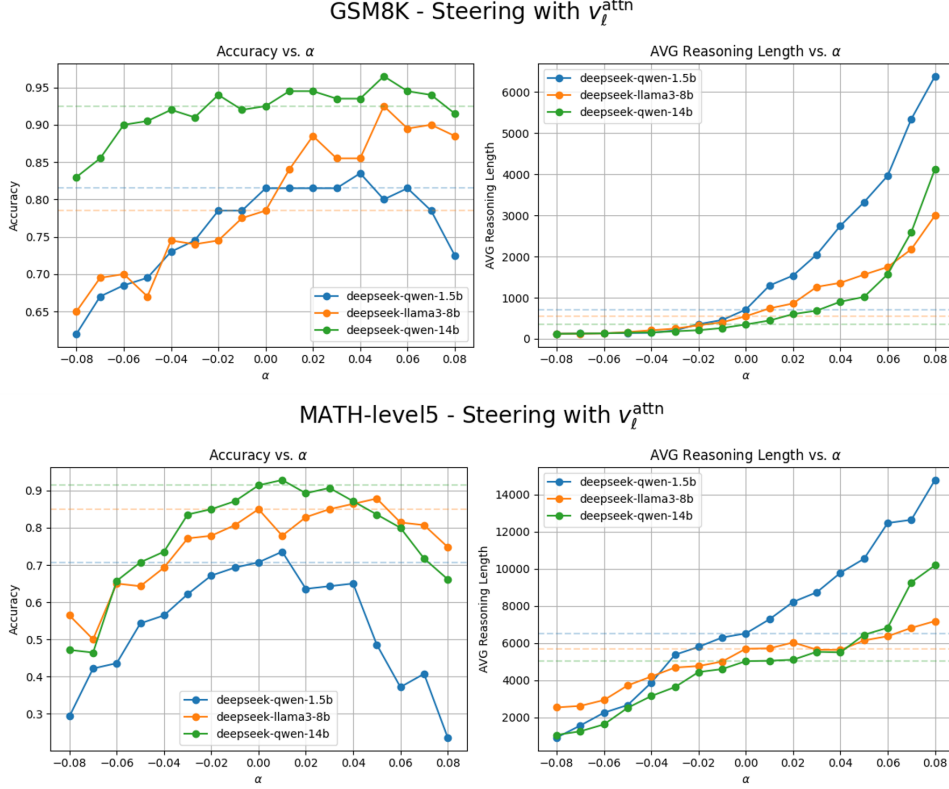 GSM8K - Steering with $v_\ell^{\text{attn}}$
Accuracy vs. α
AVG Reasoning Length vs. α
Accuracy
0.95
0.90
0.85
0.80
0.75
0.70
0.65
deepseek-qwen-1.5b
deepseek-llama3-8b
deepseek-qwen-14b
−0.08 −0.06 −0.04 −0.02 0.00 0.02 0.04 0.06 0.08
α
AVG Reasoning Length
6000
5000
4000
3000
2000
1000
0
deepseek-qwen-1.5b
deepseek-llama3-8b
deepseek-qwen-14b
−0.08 −0.06 −0.04 −0.02 0.00 0.02 0.04 0.06 0.08
α
MATH-level5 - Steering with $v_\ell^{\text{attn}}$
Accuracy vs. α
AVG Reasoning Length vs. α
Accuracy
0.9
0.8
0.7
0.6
0.5
0.4
0.3
deepseek-qwen-1.5b
deepseek-llama3-8b
deepseek-qwen-14b
−0.08 −0.06 −0.04 −0.02 0.00 0.02 0.04 0.06 0.08
α
AVG Reasoning Length
14000
12000
10000
8000
6000
4000
2000
deepseek-qwen-1.5b
deepseek-llama3-8b
deepseek-qwen-14b
−0.08 −0.06 −0.04 −0.02 0.00 0.02 0.04 0.06 0.08
α